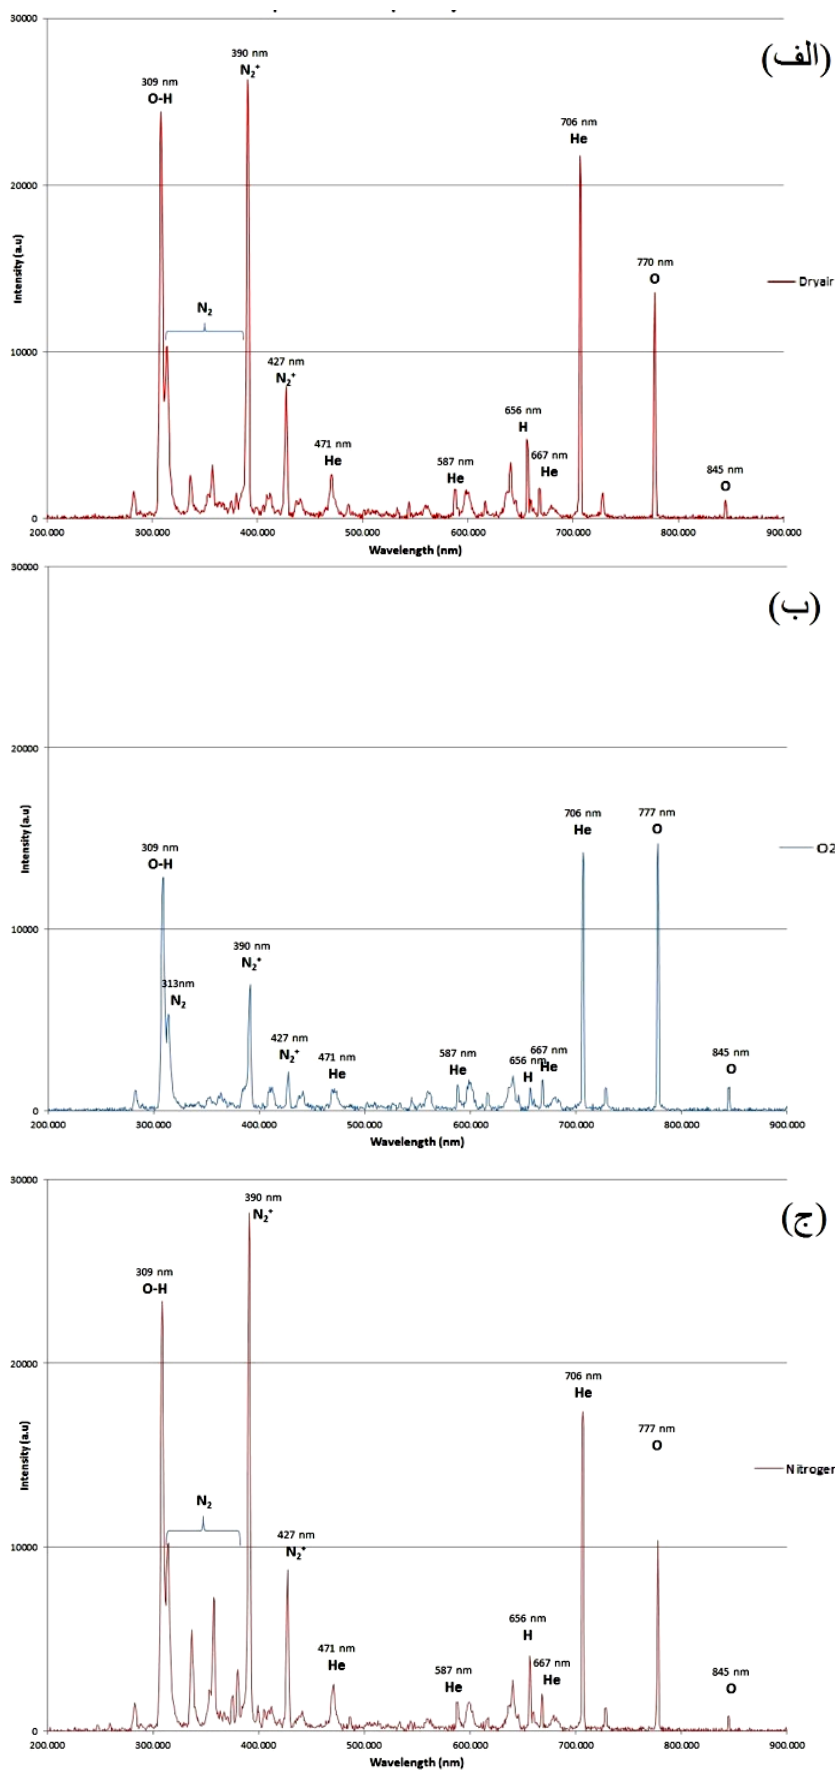 (الف)
30000
20000
10000
0
Intensity (a.u)
309 nm
O-H
390 nm
N₂⁺
N₂
427 nm
N₂⁺
471 nm
He
587 nm
He
656 nm
H
667 nm
He
706 nm
He
770 nm
O
845 nm
O
Dryair
200.000 300.000 400.000 500.000 600.000 700.000 800.000 900.000
Wavelength (nm)
(ب)
30000
20000
10000
0
Intensity (a.u)
309 nm
O-H
313nm
N₂
390 nm
N₂⁺
427 nm
N₂⁺
471 nm
He
587 nm
He
656 nm
H
667 nm
He
706 nm
He
777 nm
O
845 nm
O
O2
200.000 300.000 400.000 500.000 600.000 700.000 800.000 900.000
Wavelength (nm)
(ج)
30000
20000
10000
0
Intensity (a.u)
309 nm
O-H
390 nm
N₂⁺
N₂
427 nm
N₂⁺
471 nm
He
587 nm
He
656 nm
H
667 nm
He
706 nm
He
777 nm
O
845 nm
O
Nitrogen
200.000 300.000 400.000 500.000 600.000 700.000 800.000 900.000
Wavelength (nm)